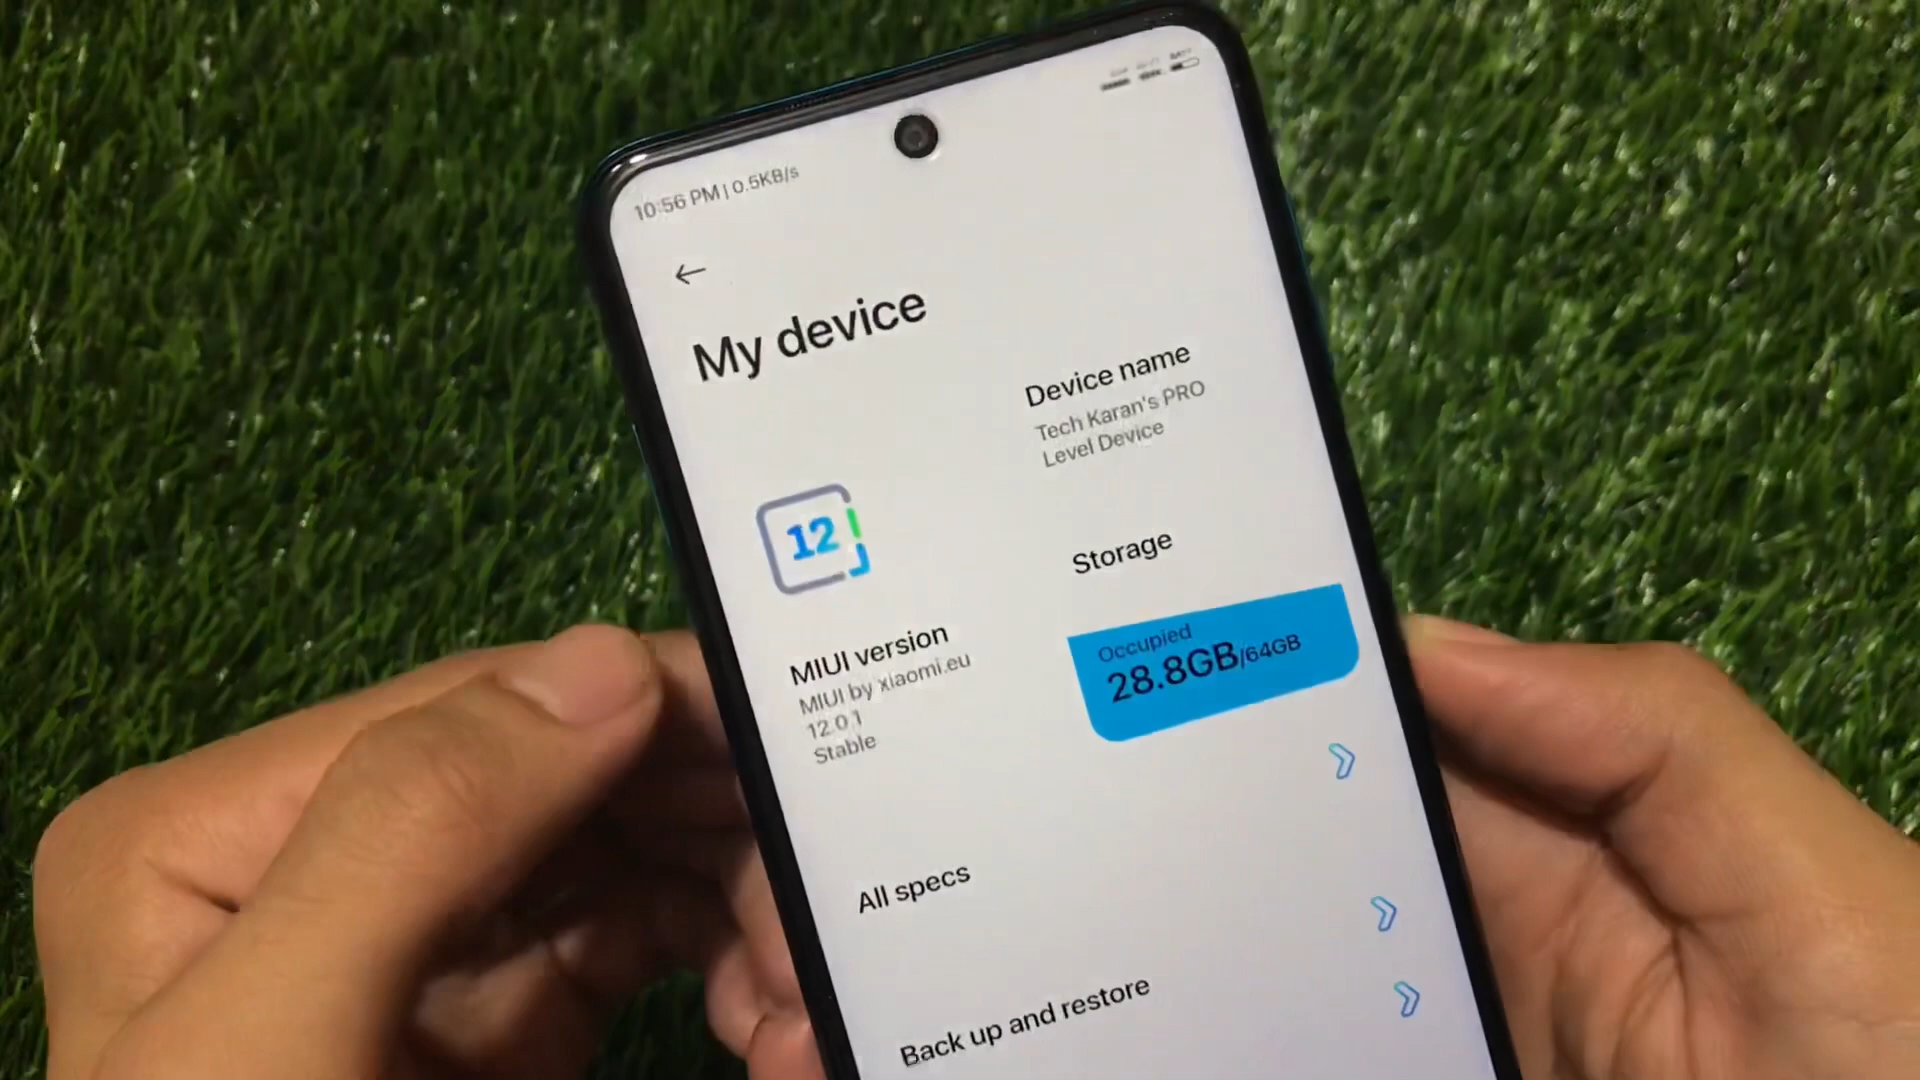 10:56 PM | 0.5KB/s
My device
Device name
Tech Karan's PRO
Level Device
12
Storage
Occupied
28.8GB/64GB
MIUI version
MIUI by xiaomi.eu
12.0.1
Stable
All specs
Back up and restore